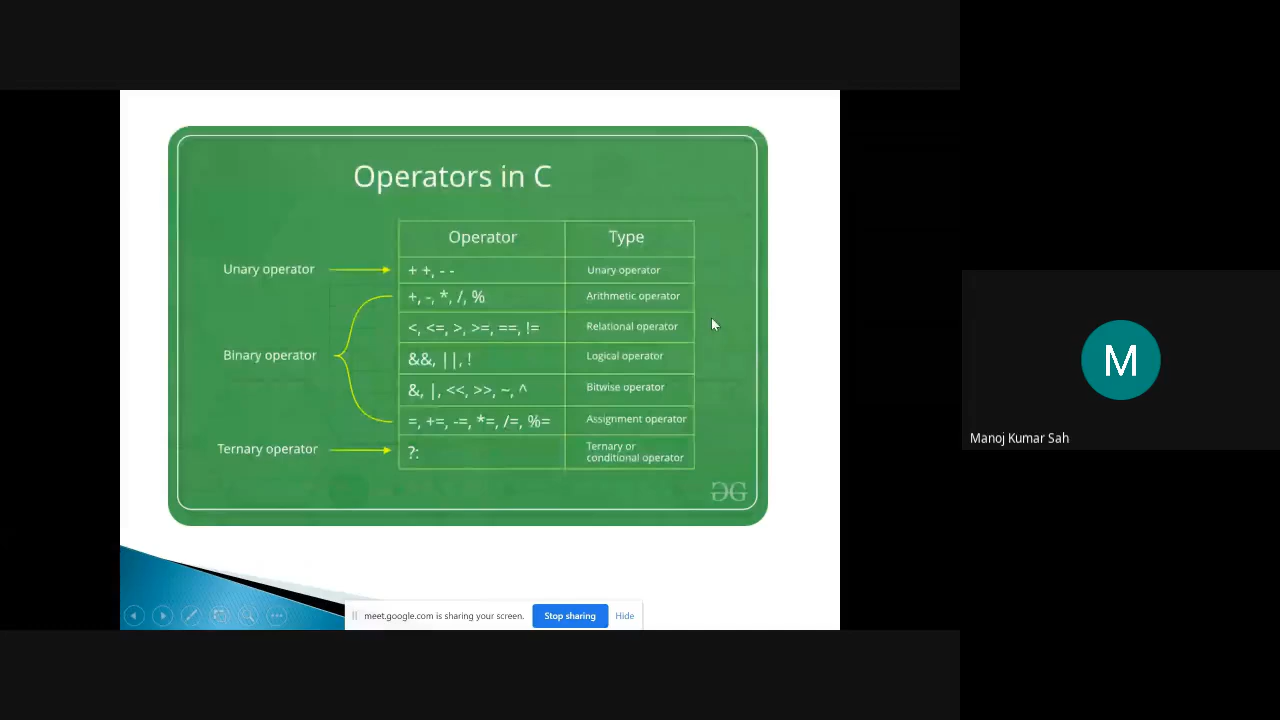 Operators in C
Operator Type
Unary operator + +, - - Unary operator
+, -, *, /, % Arithmetic operator
<, <=, >, >=, ==, != Relational operator
Binary operator &&, ||, ! Logical operator
&, |, <<, >>, ~, ^ Bitwise operator
=, +=, -=, *=, /=, %= Assignment operator
Ternary operator ?: Ternary or
conditional operator
M
Manoj Kumar Sah
meet.google.com is sharing your screen. Stop sharing Hide